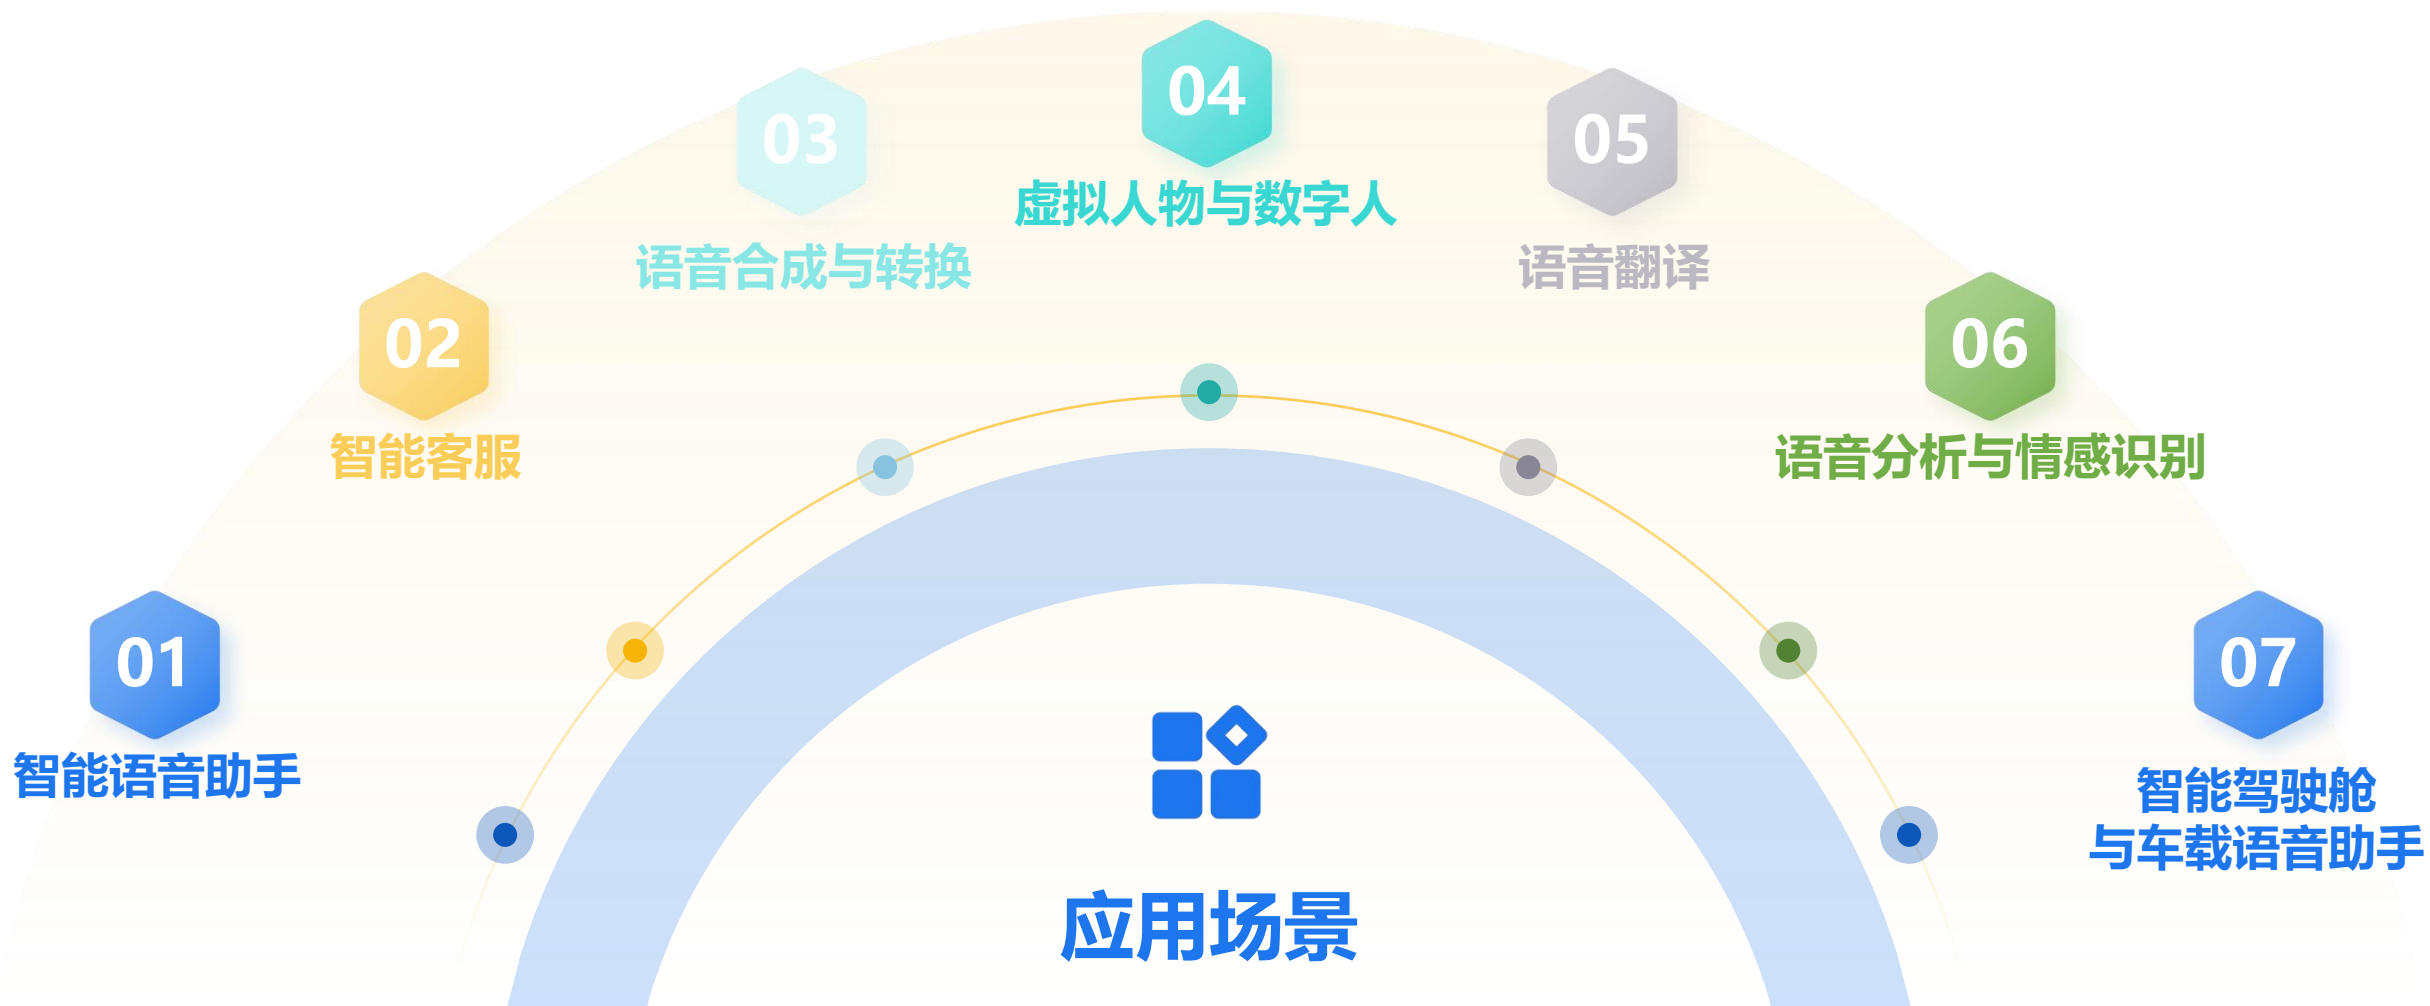 01
智能语音助手
02
智能客服
03
语音合成与转换
04
虚拟人物与数字人
05
语音翻译
06
语音分析与情感识别
07
智能驾驶舱
与车载语音助手
应用场景